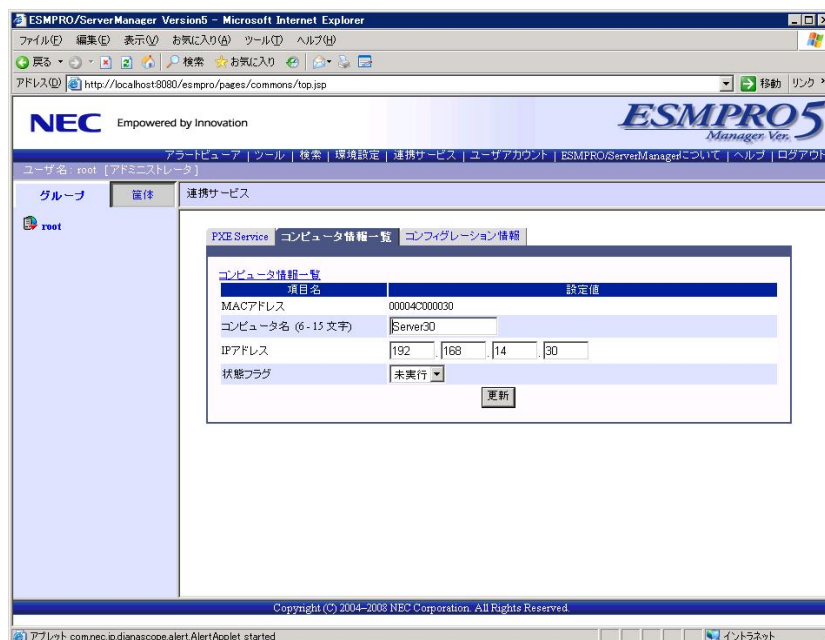 ESMPRO/ServerManager Version5 - Microsoft Internet Explorer
ファイル(F) 編集(E) 表示(V) お気に入り(A) ツール(T) ヘルプ(H)
戻る 検索 お気に入り
アドレス(D) http://localhost:8080/esmpro/pages/commons/top.jsp 移動 リンク »
NEC Empowered by Innovation
ESMPRO5
Manager, Ver.
アラートビューア | ツール | 検索 | 環境設定 | 連携サービス | ユーザアカウント | ESMPRO/ServerManagerについて | ヘルプ | ログアウト
ユーザ名 : root [アドミニストレータ]
グループ 筐体 連携サービス
root
PXE Service コンピュータ情報一覧 コンフィグレーション情報
コンピュータ情報一覧
項目名 設定値
MACアドレス 00004C000030
コンピュータ名 (6 - 15 文字) Server30
IPアドレス 192 . 168 . 14 . 30
状態フラグ 未実行
更新
Copyright (C) 2004-2008 NEC Corporation. All Rights Reserved.
アプレット com.nec.jp.dianascope.alert.AlertApplet started イントラネット